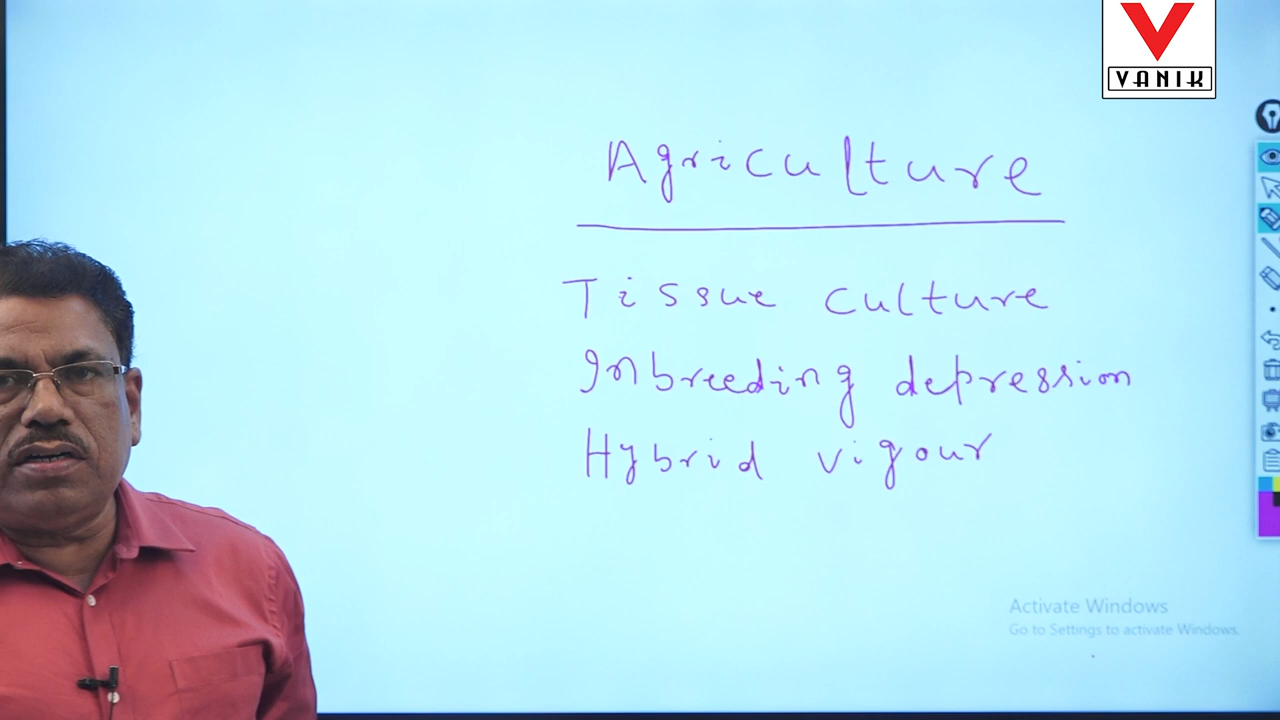 VANIK
Agriculture
Tissue culture
Inbreeding depression
Hybrid vigour
Activate Windows
Go to Settings to activate Windows.